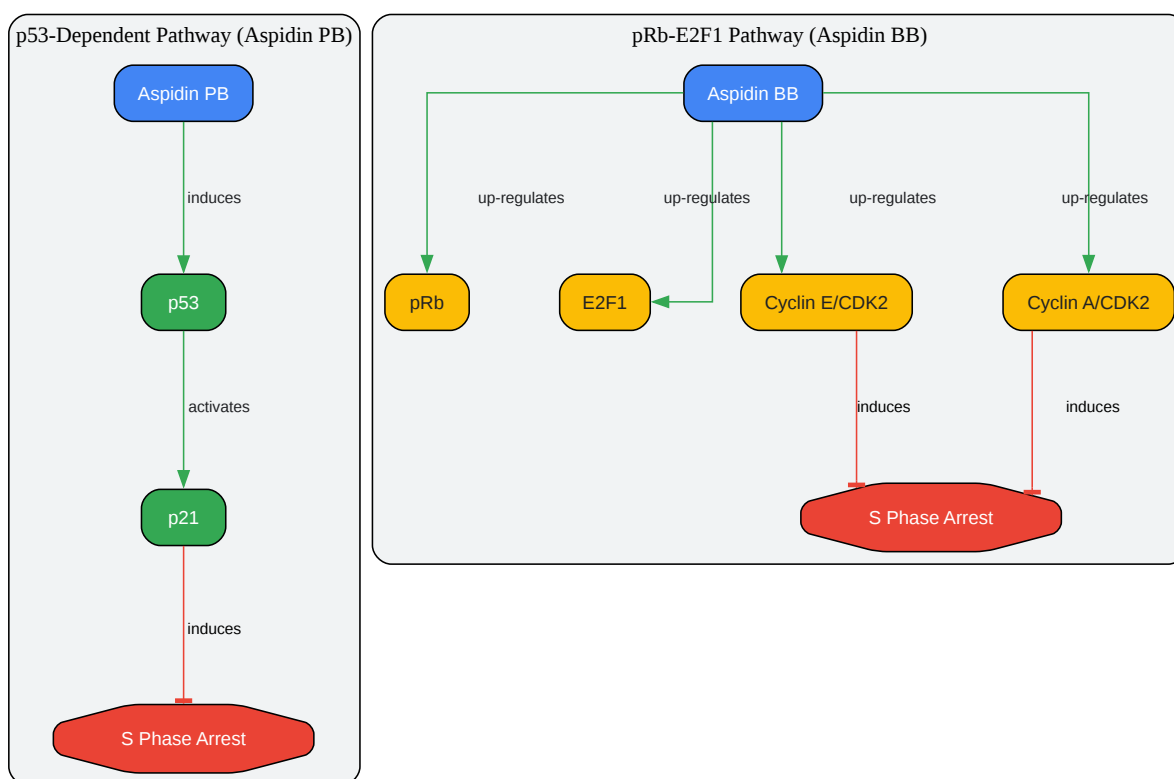 p53-Dependent Pathway (Aspidin PB)
Aspidin PB
induces
p53
activates
p21
induces
S Phase Arrest
pRb-E2F1 Pathway (Aspidin BB)
Aspidin BB
up-regulates
up-regulates
up-regulates
up-regulates
pRb
E2F1
Cyclin E/CDK2
Cyclin A/CDK2
induces
induces
S Phase Arrest